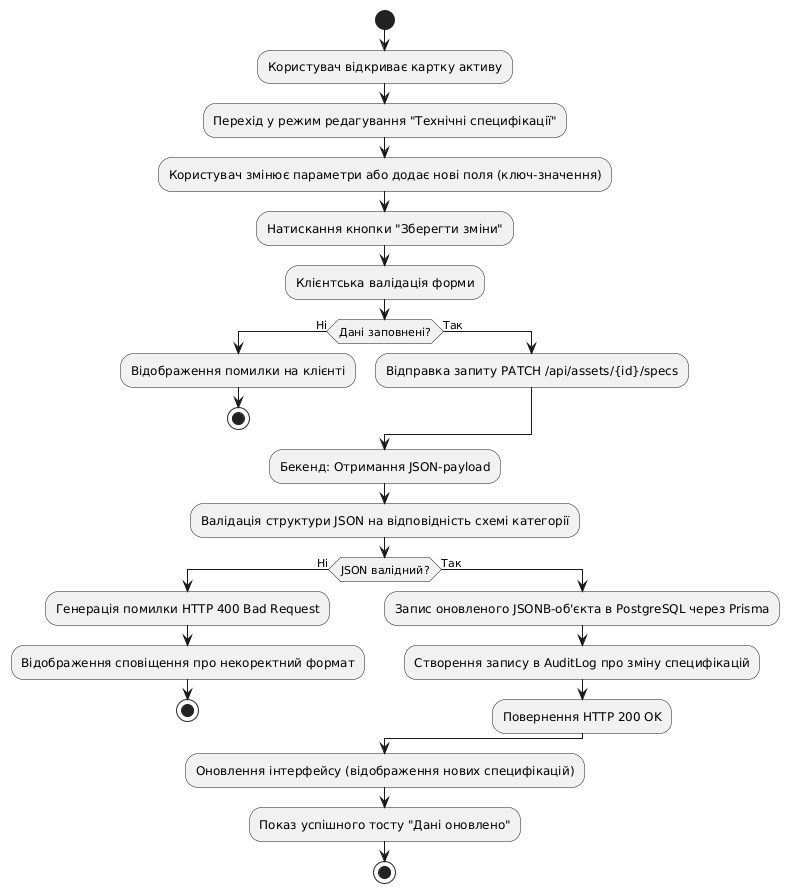 Користувач відкриває картку активу
Перехід у режим редагування "Технічні специфікації"
Користувач змінює параметри або додає нові поля (ключ-значення)
Натискання кнопки "Зберегти зміни"
Клієнтська валідація форми
Ні
Дані заповнені?
Так
Відображення помилки на клієнті
Відправка запиту PATCH /api/assets/{id}/specs
Бекенд: Отримання JSON-payload
Валідація структури JSON на відповідність схемі категорії
Ні
JSON валідний?
Так
Генерація помилки HTTP 400 Bad Request
Запис оновленого JSONB-об'єкта в PostgreSQL через Prisma
Відображення сповіщення про некоректний формат
Створення запису в AuditLog про зміну специфікацій
Повернення HTTP 200 OK
Оновлення інтерфейсу (відображення нових специфікацій)
Показ успішного тосту "Дані оновлено"